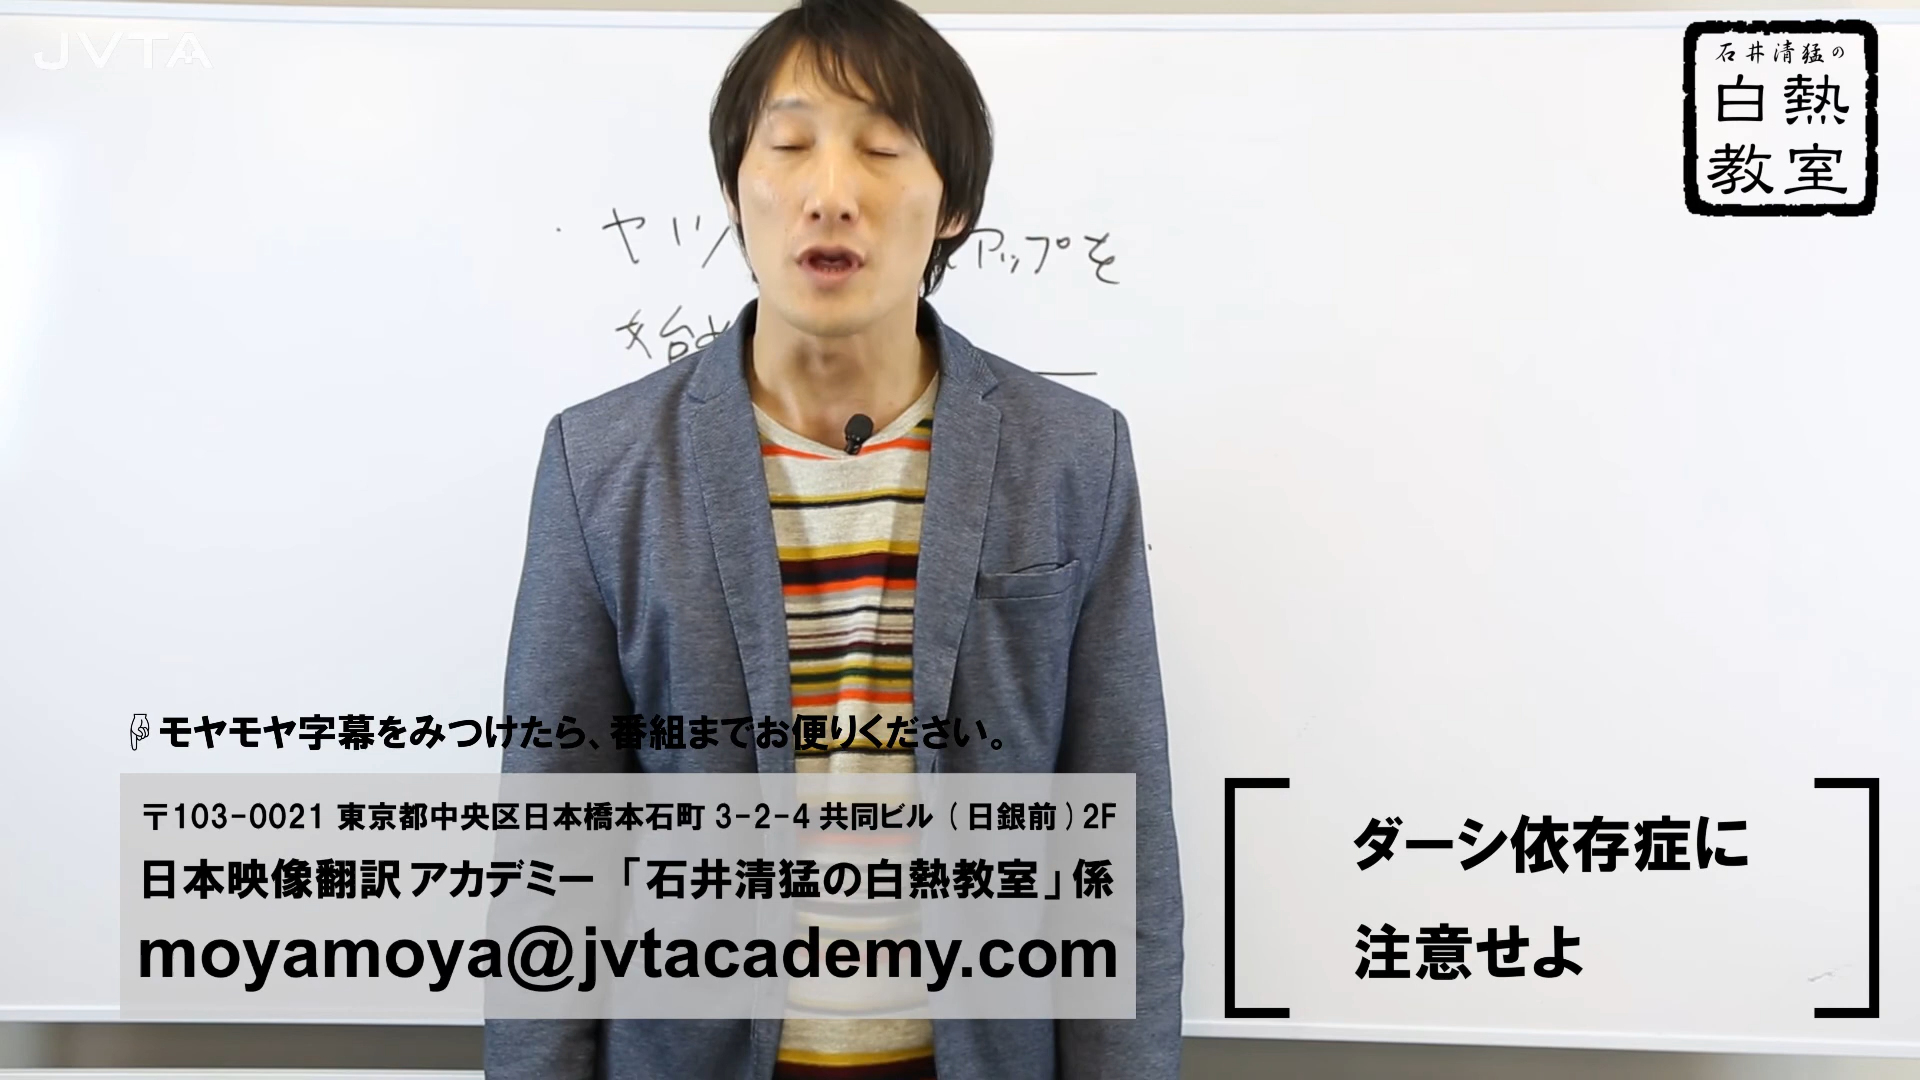 JVTA
石井清猛の
白熱
教室
アップを
☟モヤモヤ字幕をみつけたら、番組までお便りください。
〒103-0021 東京都中央区日本橋本石町 3-2-4 共同ビル (日銀前) 2F
日本映像翻訳アカデミー 「石井清猛の白熱教室」係
moyamoya@jvtacademy.com
ダーシ依存症に
注意せよ